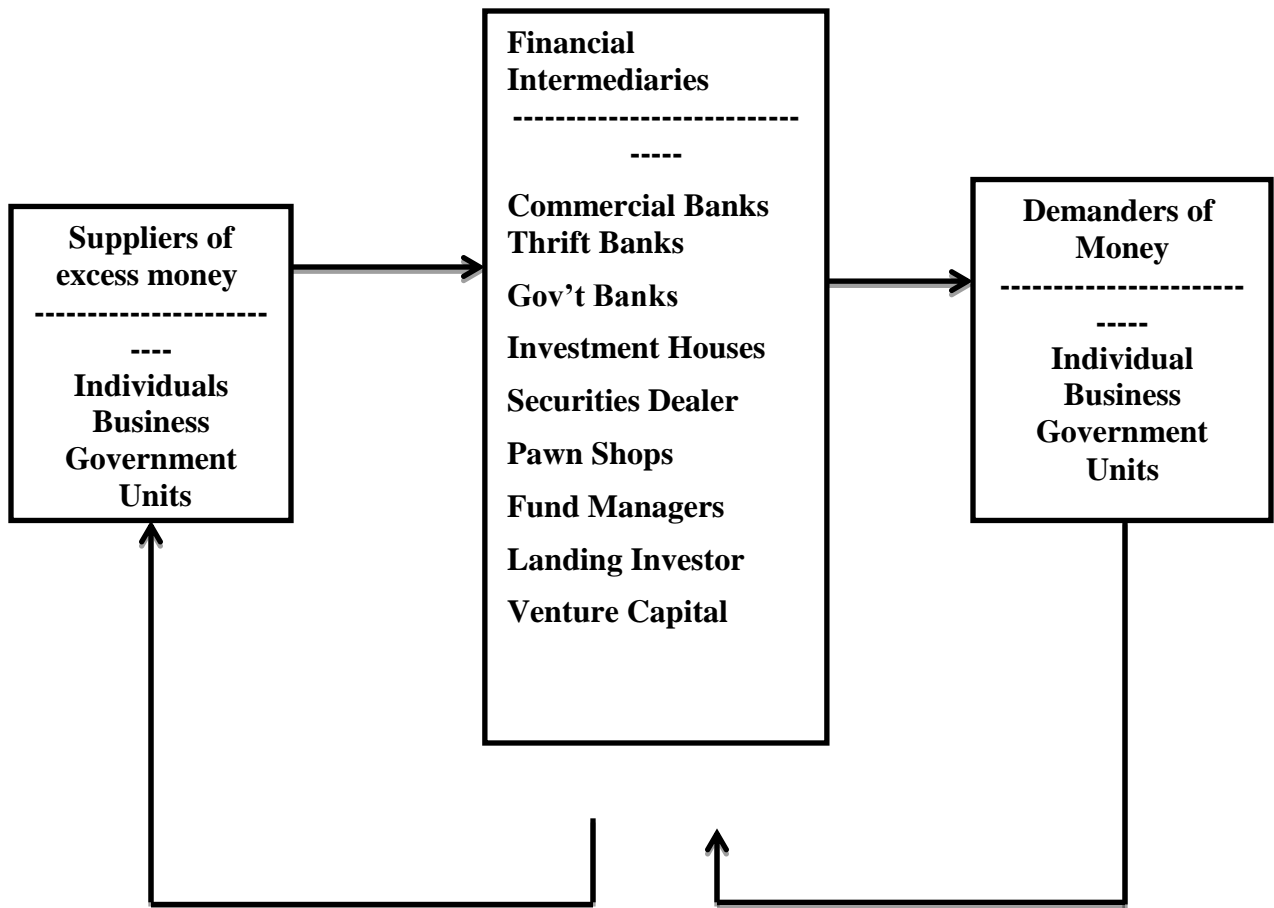 Suppliers of
excess money
----------------------
----
Individuals
Business
Government
Units
Financial
Intermediaries
---------------------------
-----
Commercial Banks
Thrift Banks
Gov’t Banks
Investment Houses
Securities Dealer
Pawn Shops
Fund Managers
Landing Investor
Venture Capital
Demanders of
Money
-----------------------
-----
Individual
Business
Government
Units